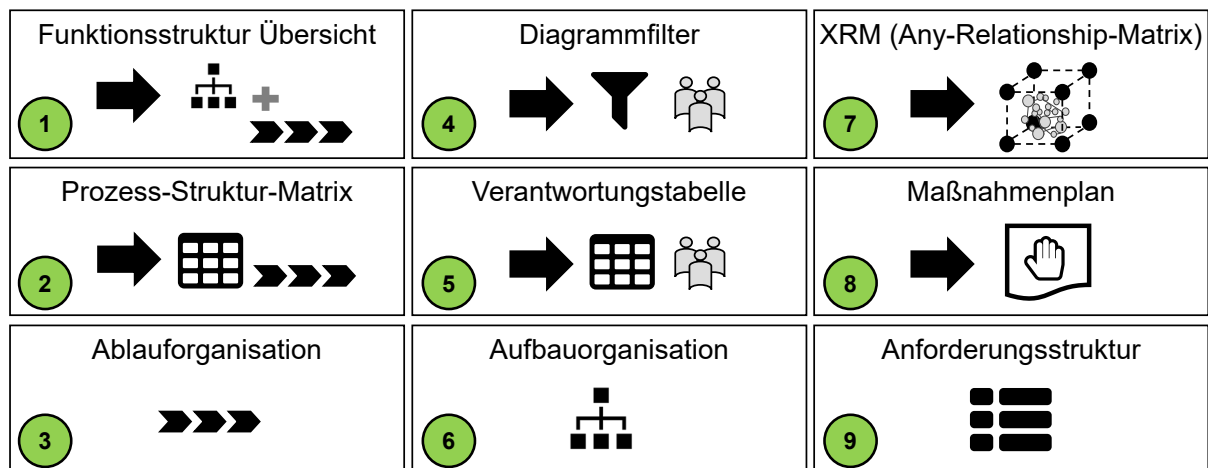 Funktionsstruktur Übersicht
1
Diagrammfilter
4
XRM (Any-Relationship-Matrix)
7
Prozess-Struktur-Matrix
2
Verantwortungstabelle
5
Maßnahmenplan
8
Ablauforganisation
3
Aufbauorganisation
6
Anforderungsstruktur
9